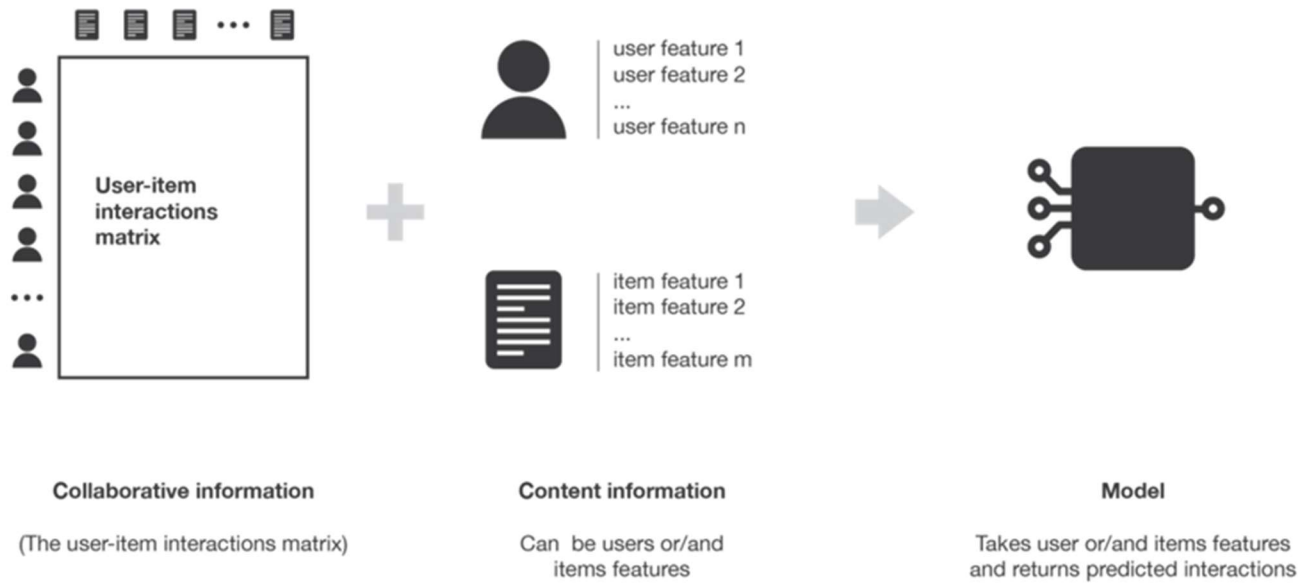 User-item
interactions
matrix
user feature 1
user feature 2
...
user feature n
item feature 1
item feature 2
...
item feature m
Collaborative information
(The user-item interactions matrix)
Content information
Can be users or/and
items features
Model
Takes user or/and items features
and returns predicted interactions